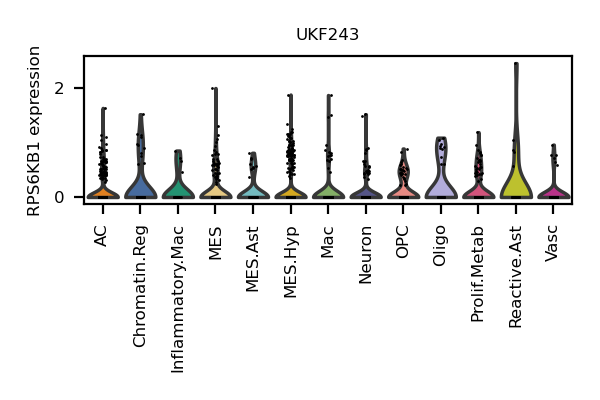 UKF243
RPS6KB1 expression
2
0
AC
Chromatin.Reg
Inflammatory.Mac
MES
MES.Ast
MES.Hyp
Mac
Neuron
OPC
Oligo
Prolif.Metab
Reactive.Ast
Vasc